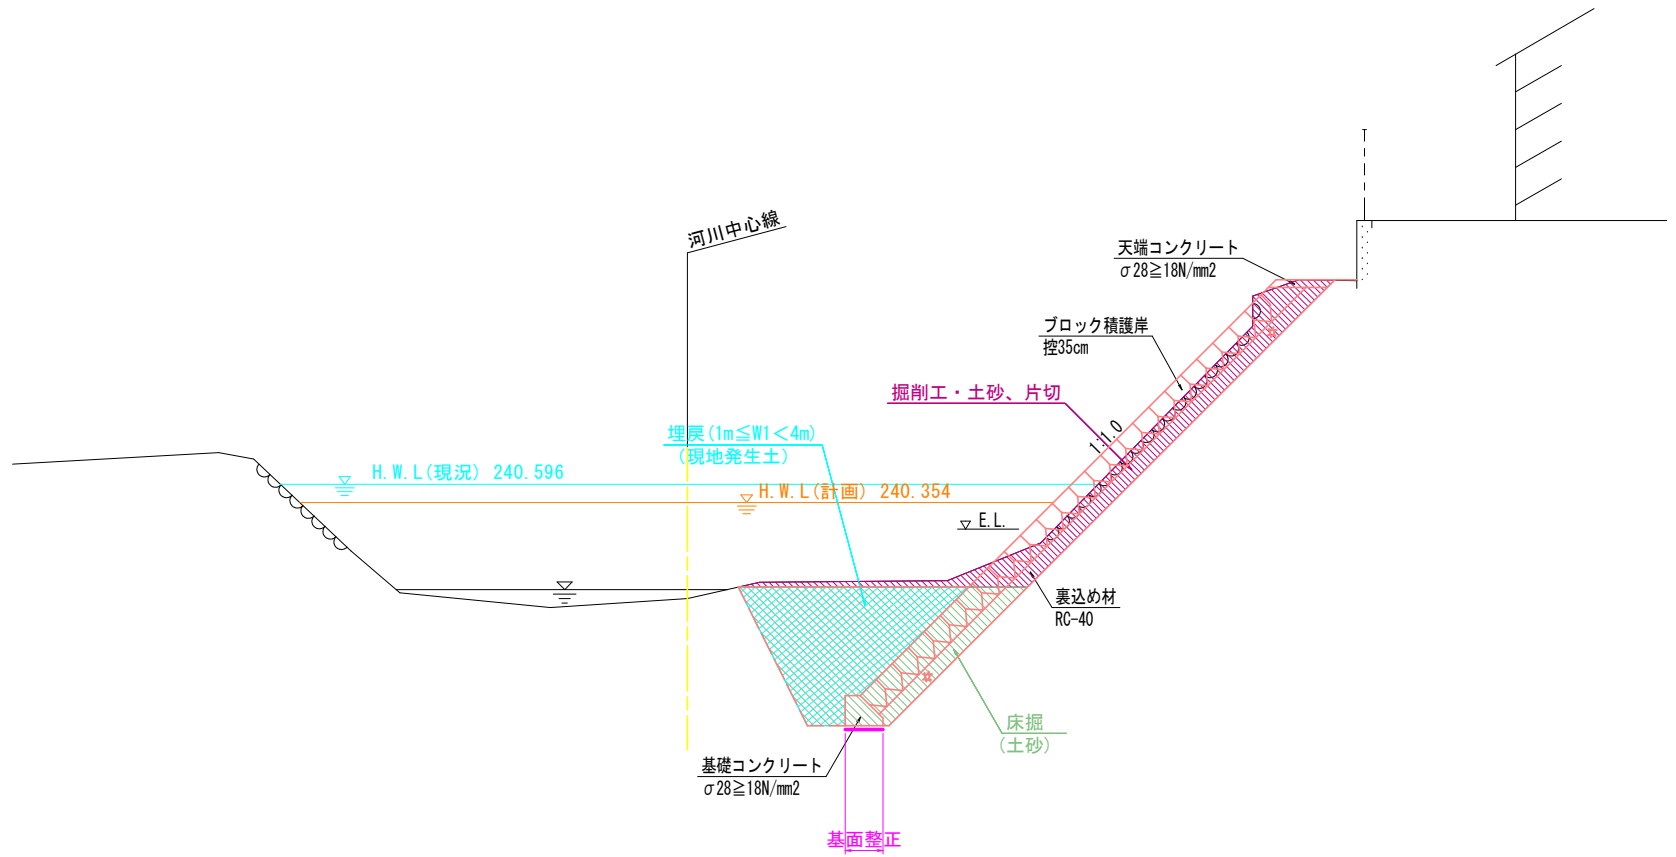 河川中心線
天端コンクリート
σ28≧18N/mm2
ブロック積護岸
控35cm
掘削工・土砂、片切
1:1.0
埋戻(1m≦W1<4m)
(現地発生土)
H.W.L(現況) 240.596
H.W.L(計画) 240.354
E.L.
裏込め材
RC-40
床掘
(土砂)
基礎コンクリート
σ28≧18N/mm2
基面整正